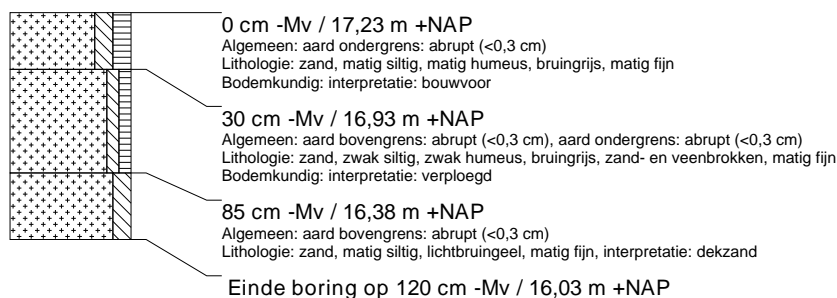 0 cm -Mv / 17,23 m +NAP
Algemeen: aard ondergrens: abrupt (<0,3 cm)
Lithologie: zand, matig siltig, matig humeus, bruingrijs, matig fijn
Bodemkundig: interpretatie: bouwvoor
30 cm -Mv / 16,93 m +NAP
Algemeen: aard bovengrens: abrupt (<0,3 cm), aard ondergrens: abrupt (<0,3 cm)
Lithologie: zand, zwak siltig, zwak humeus, bruingrijs, zand- en veenbrokken, matig fijn
Bodemkundig: interpretatie: verploegd
85 cm -Mv / 16,38 m +NAP
Algemeen: aard bovengrens: abrupt (<0,3 cm)
Lithologie: zand, matig siltig, lichtbruingeel, matig fijn, interpretatie: dekzand
Einde boring op 120 cm -Mv / 16,03 m +NAP